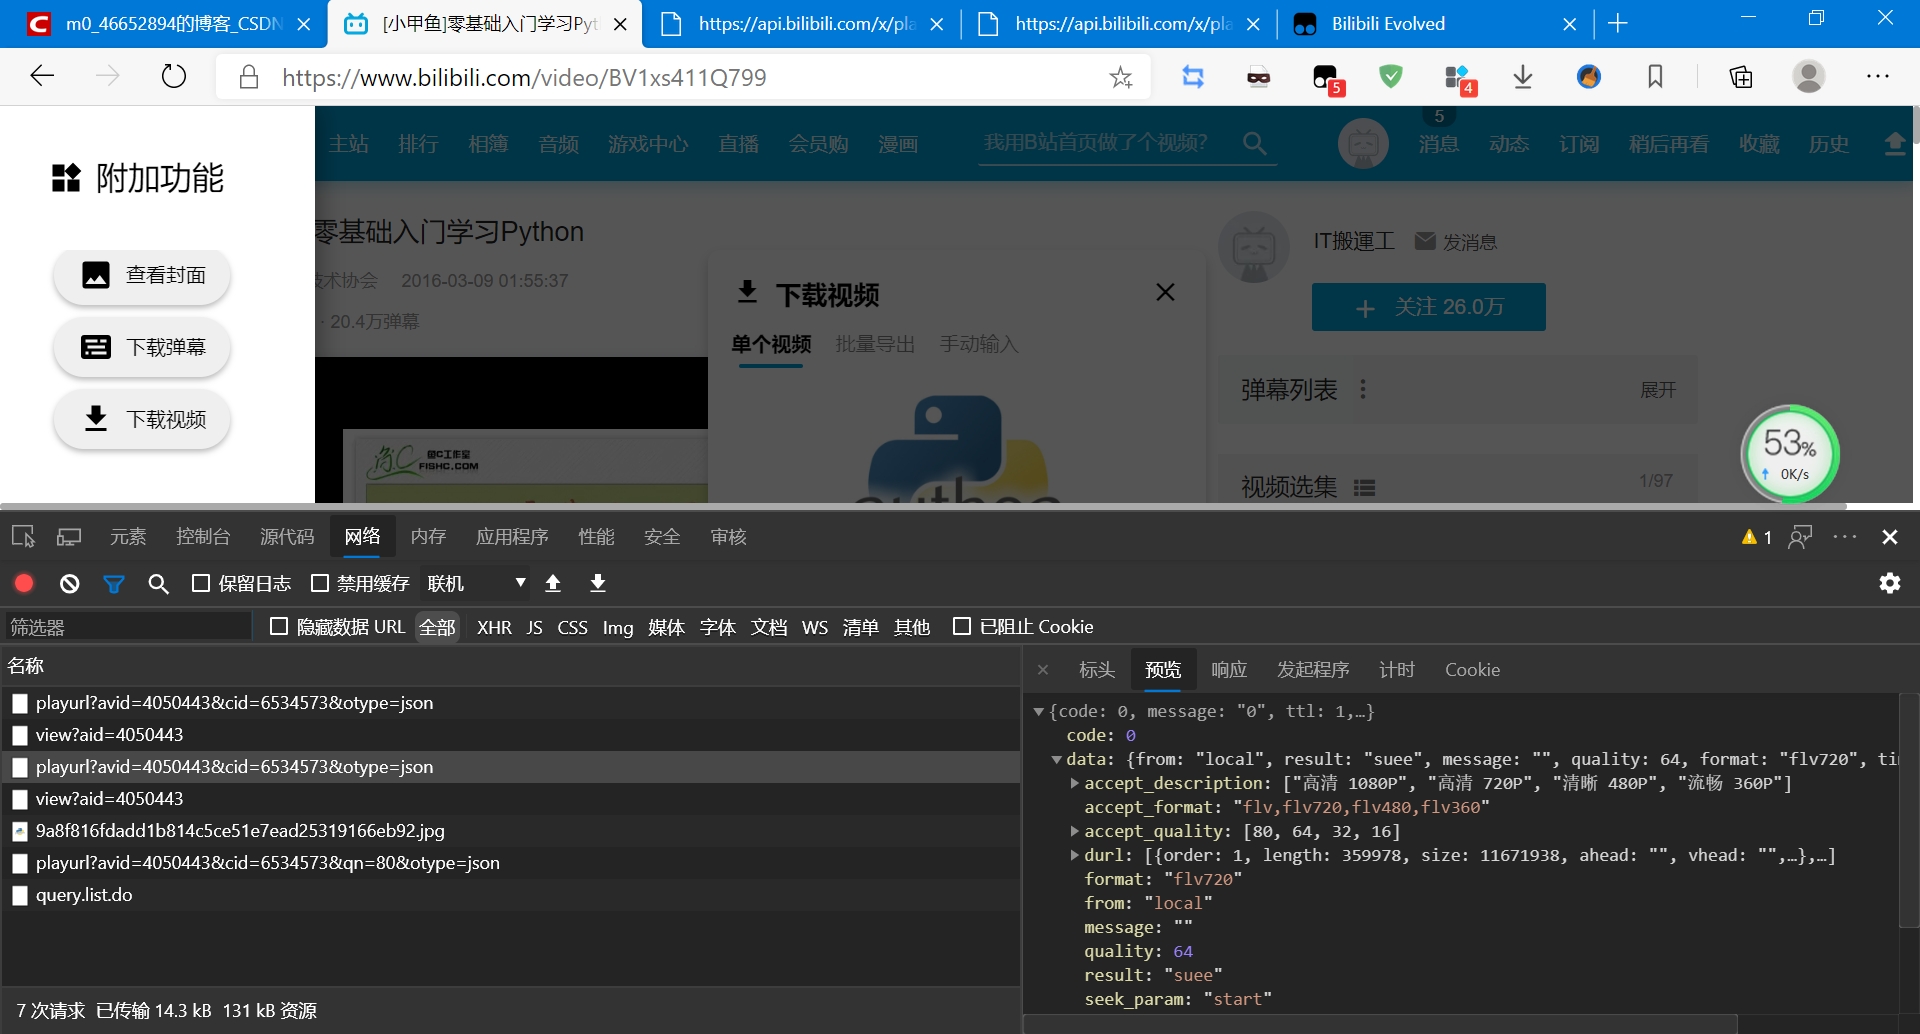 m0_46652894的博客_CSDN
[小甲鱼]零基础入门学习Pyt
https://api.bilibili.com/x/pla
https://api.bilibili.com/x/pla
Bilibili Evolved
https://www.bilibili.com/video/BV1xs411Q799
5
4
附加功能
查看封面
下载弹幕
下载视频
主站 排行 相簿 音频 游戏中心 直播 会员购 漫画
我用B站首页做了个视频?
5
消息 动态 订阅 稍后再看 收藏 历史
零基础入门学习Python
技术协会 2016-03-09 01:55:37
· 20.4万弹幕
IT搬運工 发消息
+ 关注 26.0万
下载视频
单个视频 批量导出 手动输入
弹幕列表 展开
视频选集 1/97
53%
0K/s
鱼C工作室
FISHC.COM
元素 控制台 源代码 网络 内存 应用程序 性能 安全 审核
1
保留日志 禁用缓存 联机
筛选器 隐藏数据 URL 全部 XHR JS CSS Img 媒体 字体 文档 WS 清单 其他 已阻止 Cookie
名称
playurl?avid=4050443&cid=6534573&otype=json
view?aid=4050443
playurl?avid=4050443&cid=6534573&otype=json
view?aid=4050443
9a8f816fdadd1b814c5ce51e7ead25319166eb92.jpg
playurl?avid=4050443&cid=6534573&qn=80&otype=json
query.list.do
7 次请求 已传输 14.3 kB 131 kB 资源
标头 预览 响应 发起程序 计时 Cookie
{code: 0, message: "0", ttl: 1,…}
code: 0
data: {from: "local", result: "suee", message: "", quality: 64, format: "flv720", tim
accept_description: ["高清 1080P", "高清 720P", "清晰 480P", "流畅 360P"]
accept_format: "flv,flv720,flv480,flv360"
accept_quality: [80, 64, 32, 16]
durl: [{order: 1, length: 359978, size: 11671938, ahead: "", vhead: "",…},…]
format: "flv720"
from: "local"
message: ""
quality: 64
result: "suee"
seek_param: "start"